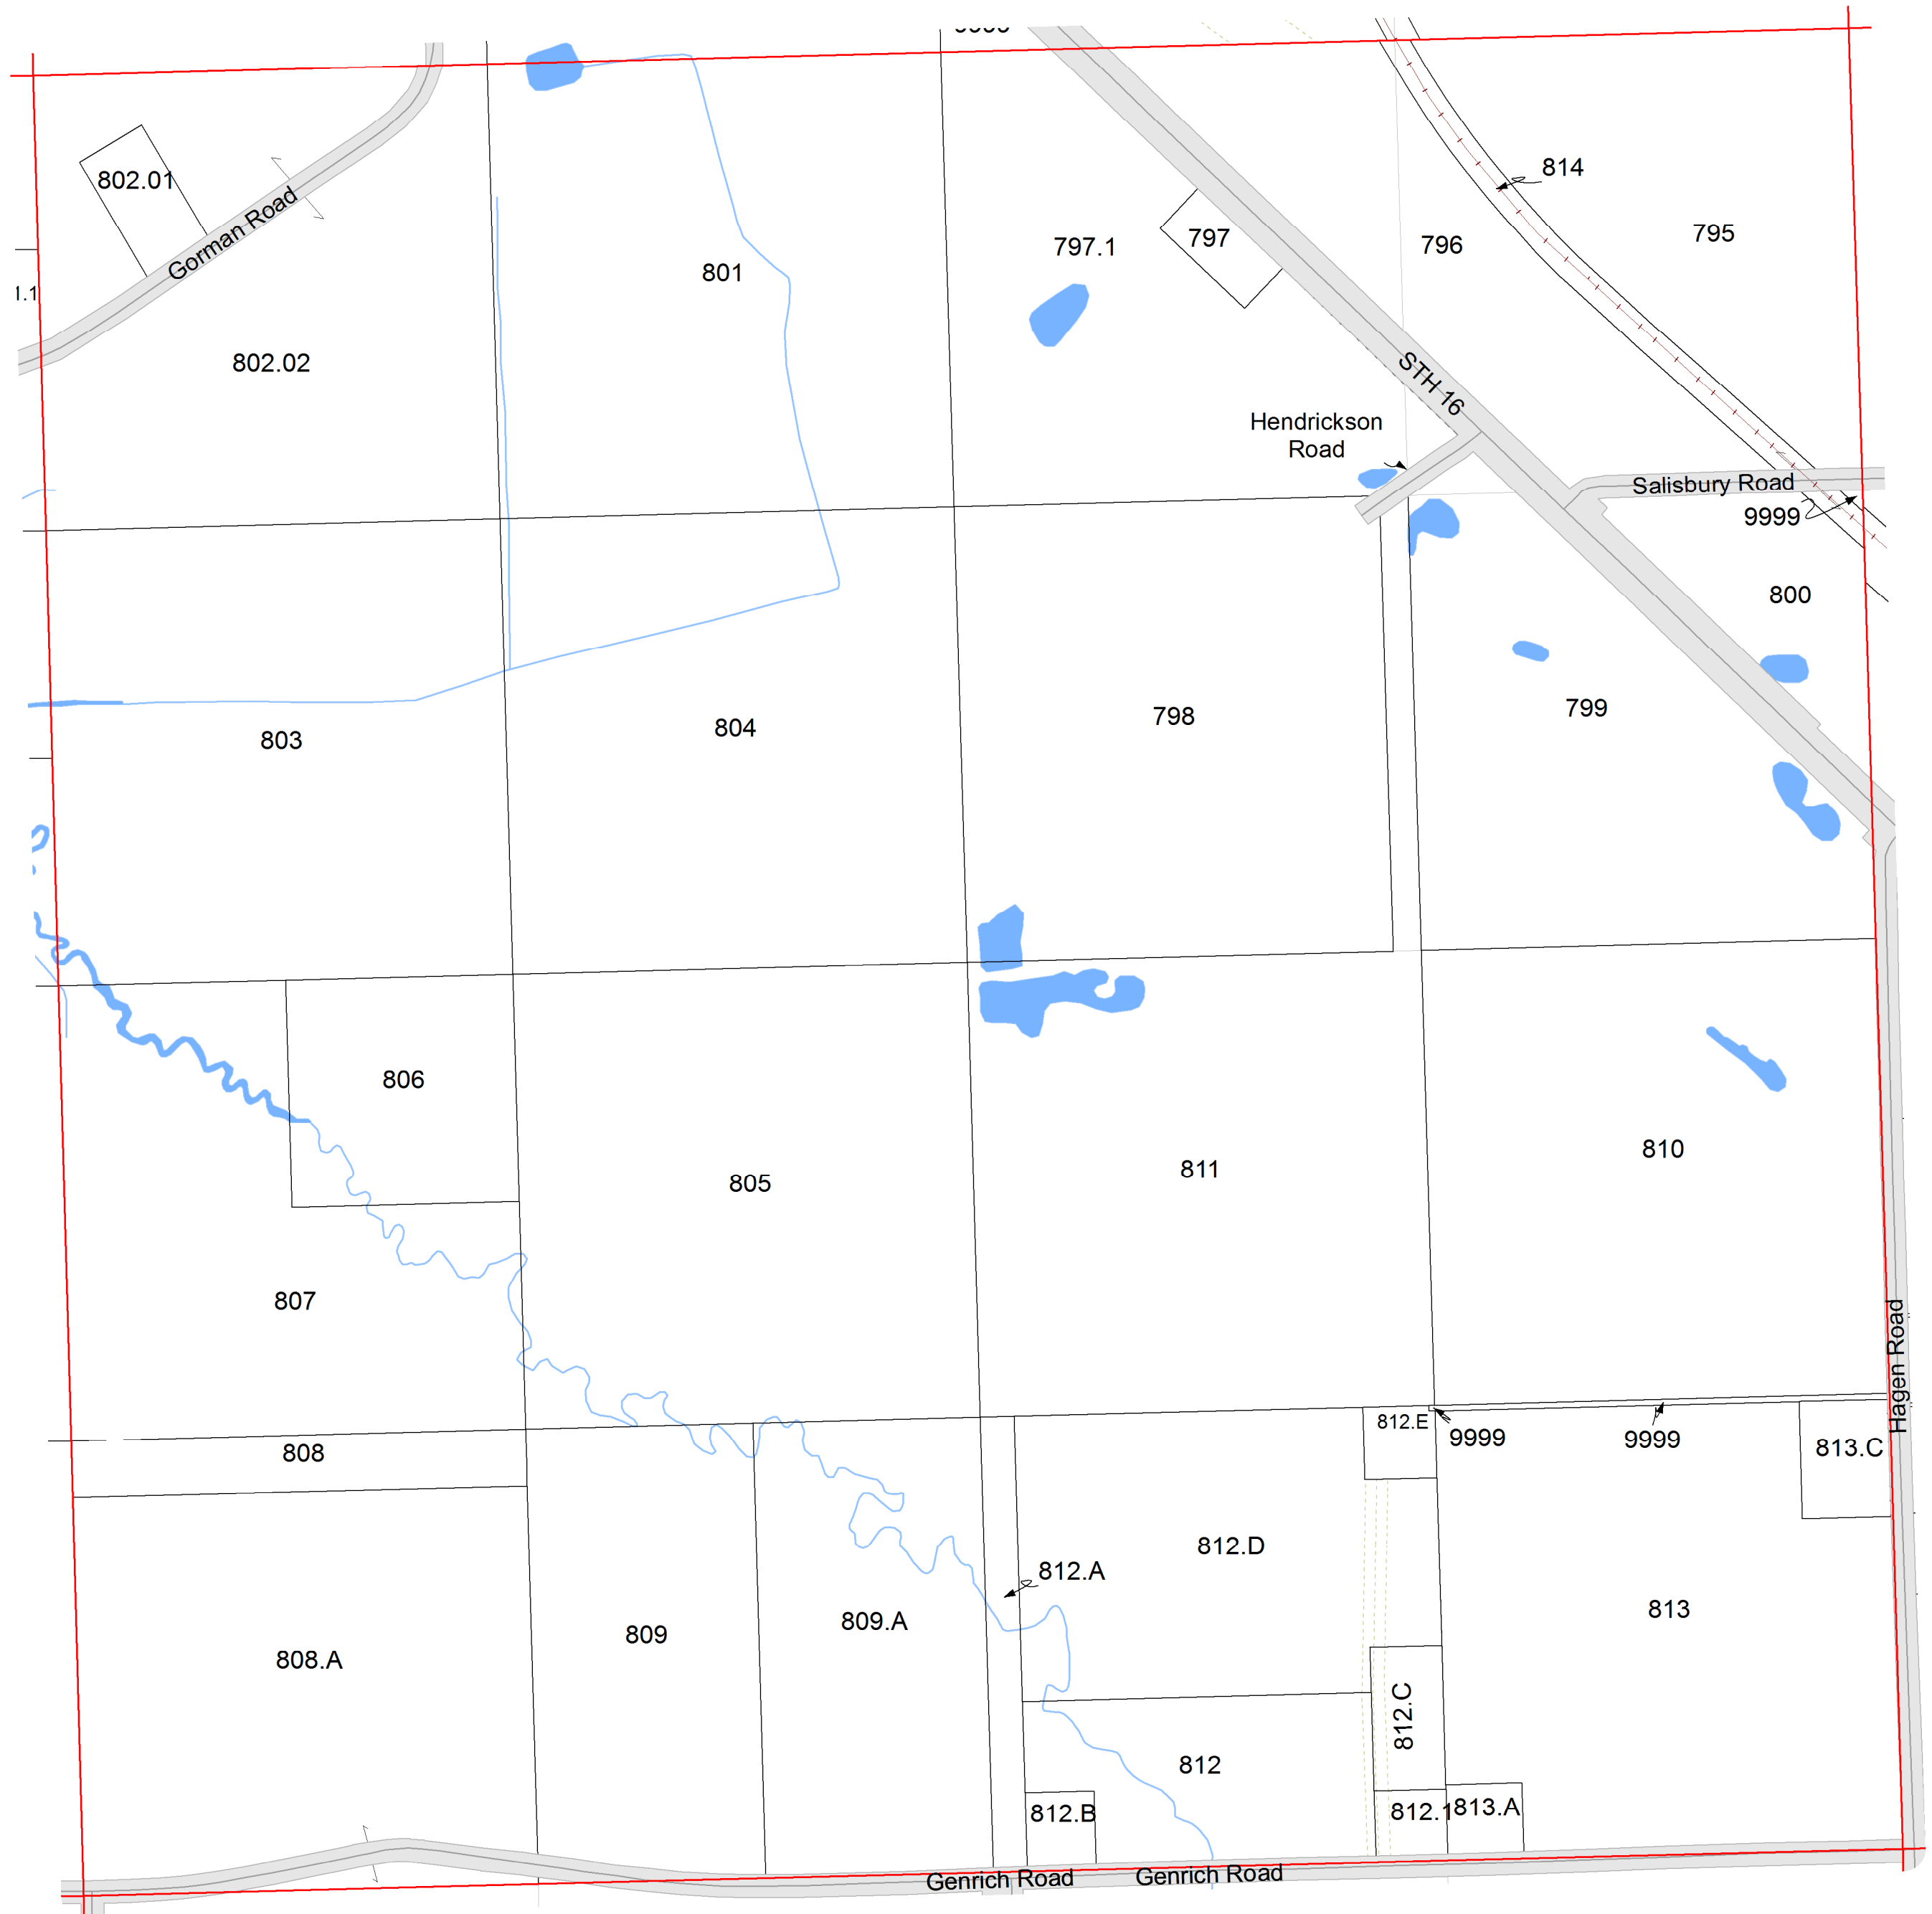 814
802.01
795
797
796
797.1
Gorman Road
801
802.02
STH 16
Hendrickson
Road
Salisbury Road
9999
800
799
798
804
803
806
810
811
805
807
Hagen Road
812.E
9999
9999
813.C
808
812.D
812.A
813
809.A
809
808.A
812.C
812
813.A
812.1
812.B
Genrich Road
Genrich Road